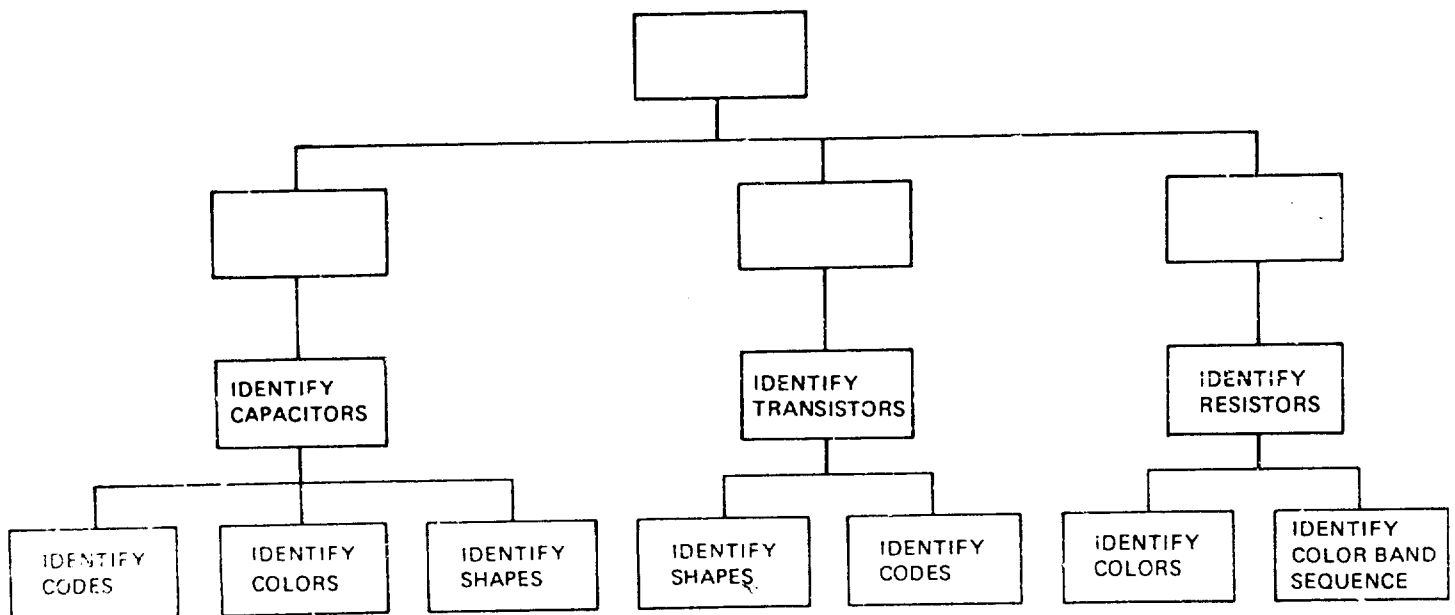 IDENTIFY
CAPACITORS
IDENTIFY
TRANSISTORS
IDENTIFY
RESISTORS
IDENTIFY
CODES
IDENTIFY
COLORS
IDENTIFY
SHAPES
IDENTIFY
SHAPES
IDENTIFY
CODES
IDENTIFY
COLORS
IDENTIFY
COLOR BAND
SEQUENCE